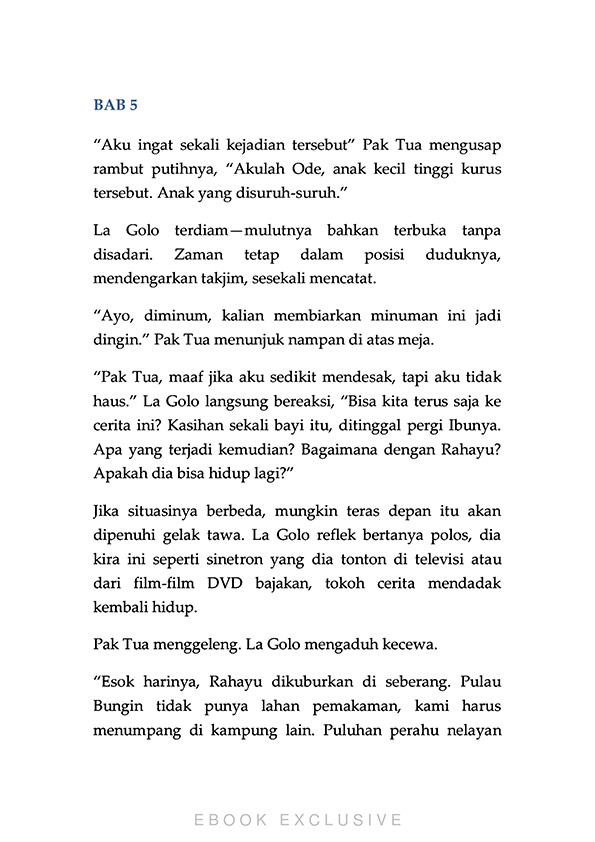 BAB 5
“Aku ingat sekali kejadian tersebut” Pak Tua mengusap
rambut putihnya, “Akulah Ode, anak kecil tinggi kurus
tersebut. Anak yang disuruh-suruh.”
La Golo terdiam—mulutnya bahkan terbuka tanpa
disadari. Zaman tetap dalam posisi duduknya,
mendengarkan takjim, sesekali mencatat.
“Ayo, diminum, kalian membiarkan minuman ini jadi
dingin.” Pak Tua menunjuk nampan di atas meja.
“Pak Tua, maaf jika aku sedikit mendesak, tapi aku tidak
haus.” La Golo langsung bereaksi, “Bisa kita terus saja ke
cerita ini? Kasihan sekali bayi itu, ditinggal pergi Ibunya.
Apa yang terjadi kemudian? Bagaimana dengan Rahayu?
Apakah dia bisa hidup lagi?”
Jika situasinya berbeda, mungkin teras depan itu akan
dipenuhi gelak tawa. La Golo reflek bertanya polos, dia
kira ini seperti sinetron yang dia tonton di televisi atau
dari film-film DVD bajakan, tokoh cerita mendadak
kembali hidup.
Pak Tua menggeleng. La Golo mengaduh kecewa.
“Esok harinya, Rahayu dikuburkan di seberang. Pulau
Bungin tidak punya lahan pemakaman, kami harus
menumpang di kampung lain. Puluhan perahu nelayan
EBOOK EXCLUSIVE